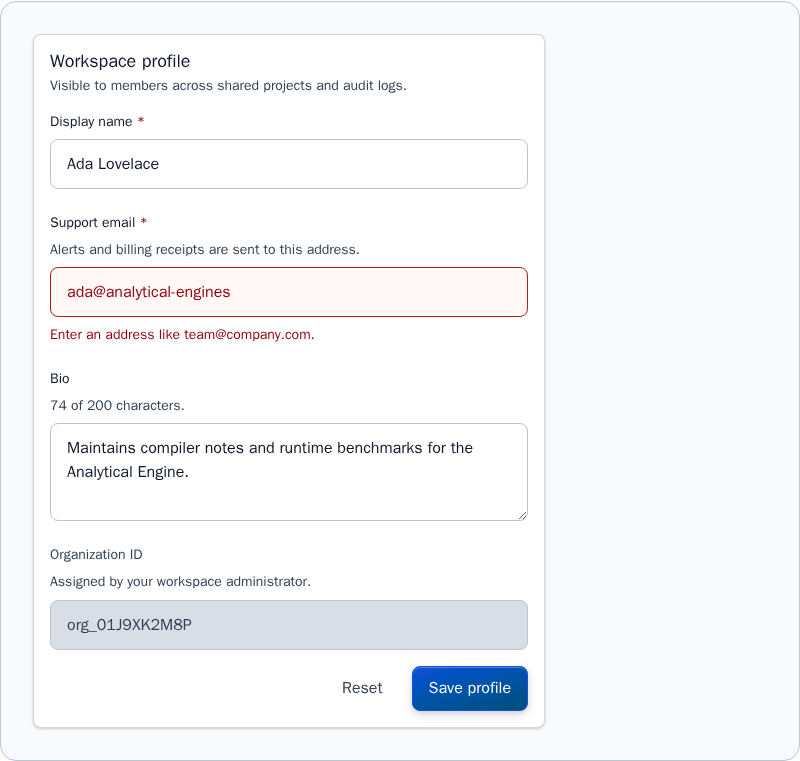 Workspace profile
Visible to members across shared projects and audit logs.
Display name *
Ada Lovelace
Support email *
Alerts and billing receipts are sent to this address.
ada@analytical-engines
Enter an address like team@company.com.
Bio
74 of 200 characters.
Maintains compiler notes and runtime benchmarks for the
Analytical Engine.
Organization ID
Assigned by your workspace administrator.
org_01J9XK2M8P
Reset
Save profile